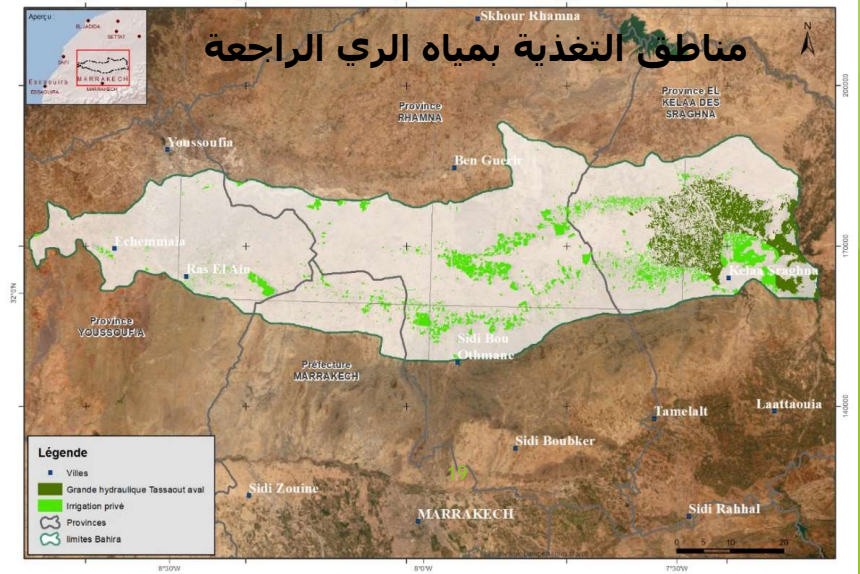 Aperçu
EL JADIDA
SETTAT
SAFI
Essaouira
ESSAOUIRA
MARRAKECH
MARRAKECH
مناطق التغذية بمياه الري الراجعة
N
Skhour Rhamna
Province
RHAMNA
Province EL
KELAA DES
SRAGHNA
200000
Youssoufia
Ben Guerir
Echemmaia
Ras El Ain
Kelaa Sraghna
170000
32°0'N
Province
YOUSSOUFIA
Sidi Bou
Othmane
Préfecture
MARRAKECH
Tamelalt
Laattaouia
140000
Sidi Boubker
19
Sidi Zouine
MARRAKECH
Sidi Rahhal
Légende
Villes
Grande hydraulique Tassaout aval
Irrigation privé
Provinces
limites Bahira
0 5 10 20
8°30'W
8°0'W
7°30'W